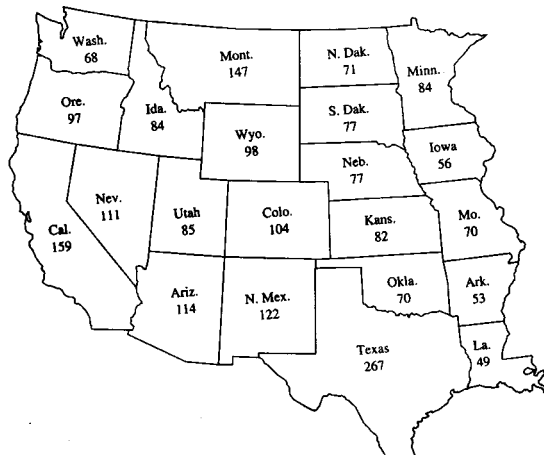 Wash.
68
Mont.
147
N. Dak.
71
Minn.
84
Ore.
97
Ida.
84
S. Dak.
77
Wyo.
98
Iowa
56
Neb.
77
Nev.
111
Utah
85
Colo.
104
Kans.
82
Mo.
70
Cal.
159
Ariz.
114
N. Mex.
122
Okla.
70
Ark.
53
Texas
267
La.
49